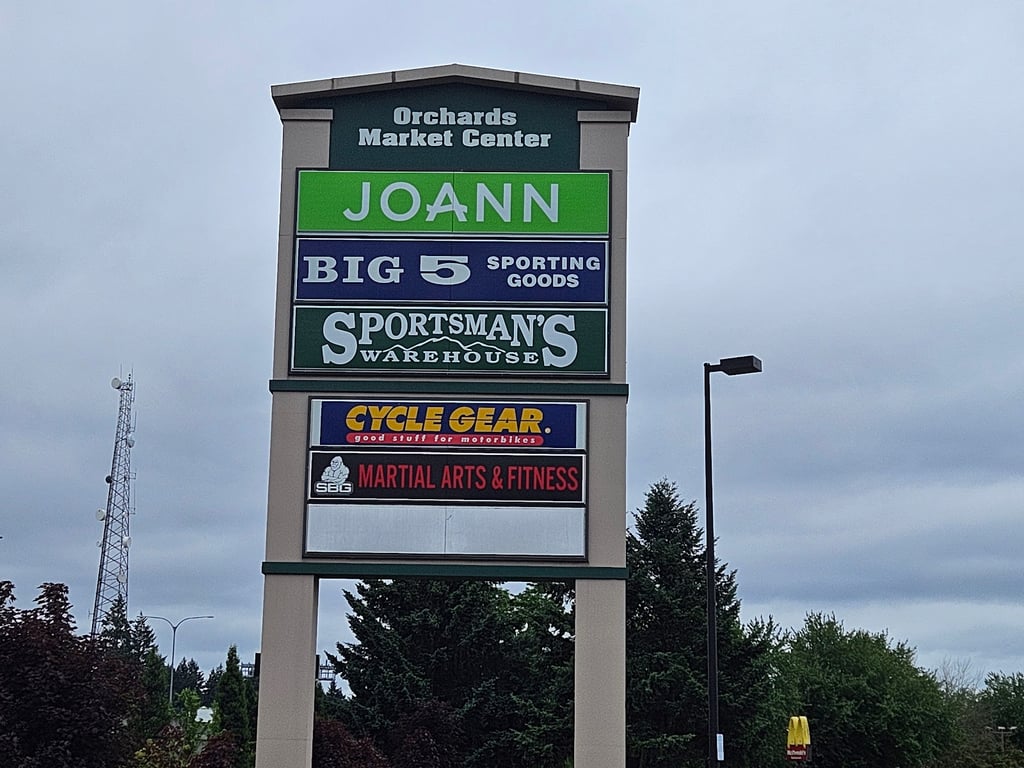 Orchards
Market Center
JOANN
BIG 5 SPORTING
GOODS
SPORTSMAN'S
WAREHOUSE
CYCLE GEAR.
good stuff for motorbikes
SBG MARTIAL ARTS & FITNESS
McDonald's